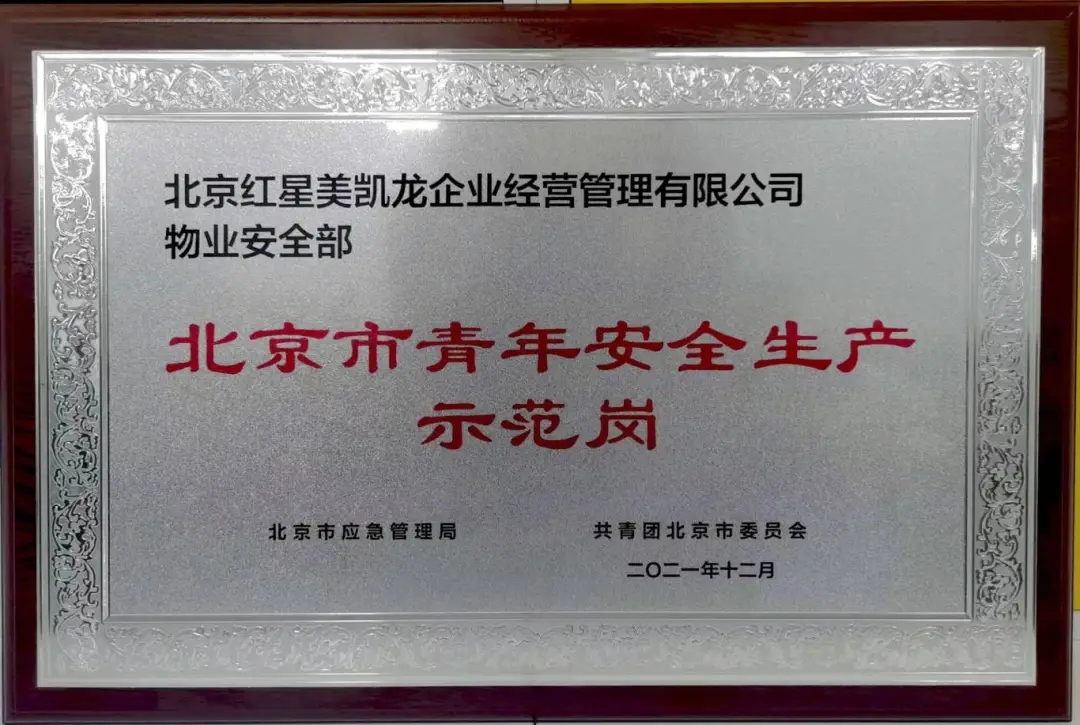 北京红星美凯龙企业经营管理有限公司
物业安全部
北京市青年安全生产
示范岗
北京市应急管理局
共青团北京市委员会
二〇二一年十二月